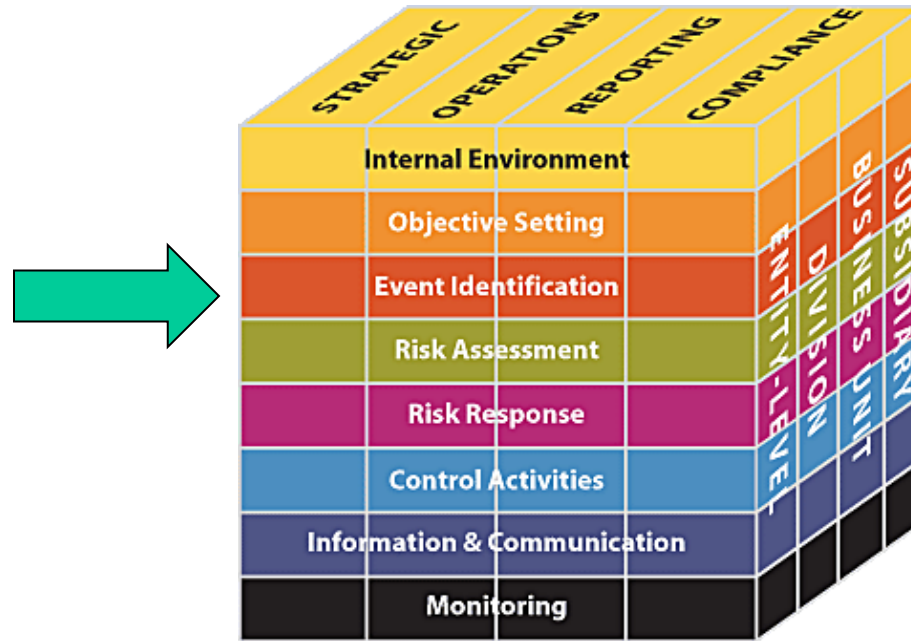 STRATEGIC
OPERATIONS
REPORTING
COMPLIANCE
Internal Environment
Objective Setting
Event Identification
Risk Assessment
Risk Response
Control Activities
Information & Communication
Monitoring
ENTITY-LEVEL
DIVISION
BUSINESS UNIT
SUBSIDIARY